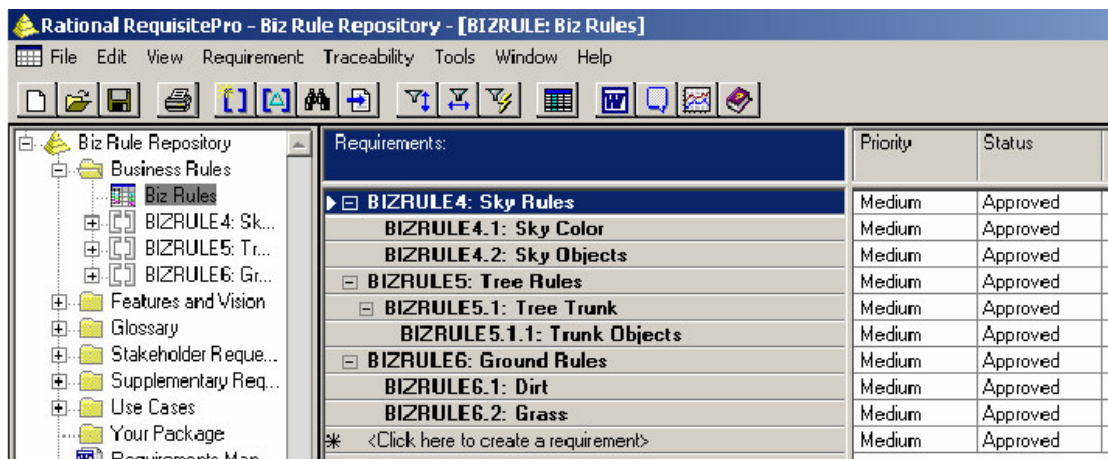 Rational RequisitePro - Biz Rule Repository - [BIZRULE: Biz Rules]
File Edit View Requirement Traceability Tools Window Help
Biz Rule Repository
Business Rules
Biz Rules
BIZRULE4: Sk...
BIZRULE5: Tr...
BIZRULE6: Gr...
Features and Vision
Glossary
Stakeholder Reque...
Supplementary Req...
Use Cases
Your Package
Requirements Man
Requirements: Priority Status
BIZRULE4: Sky Rules Medium Approved
BIZRULE4.1: Sky Color Medium Approved
BIZRULE4.2: Sky Objects Medium Approved
BIZRULE5: Tree Rules Medium Approved
BIZRULE5.1: Tree Trunk Medium Approved
BIZRULE5.1.1: Trunk Objects Medium Approved
BIZRULE6: Ground Rules Medium Approved
BIZRULE6.1: Dirt Medium Approved
BIZRULE6.2: Grass Medium Approved
* <Click here to create a requirement> Medium Approved